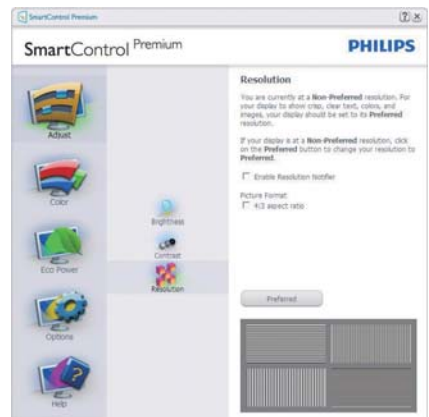 SmartControl Premium
SmartControl Premium
PHILIPS
Adjust
Color
Eco Power
Options
Help
Brightness
Contrast
Resolution
Resolution
You are currently at a Non-Preferred resolution. For
your display to show crisp, clear text, colors, and
images, your display should be set to its Preferred
resolution.
If your display is at a Non-Preferred resolution, click
on the Preferred button to change your resolution to
Preferred.
Enable Resolution Notifier
Picture Format
4:3 aspect ratio
Preferred